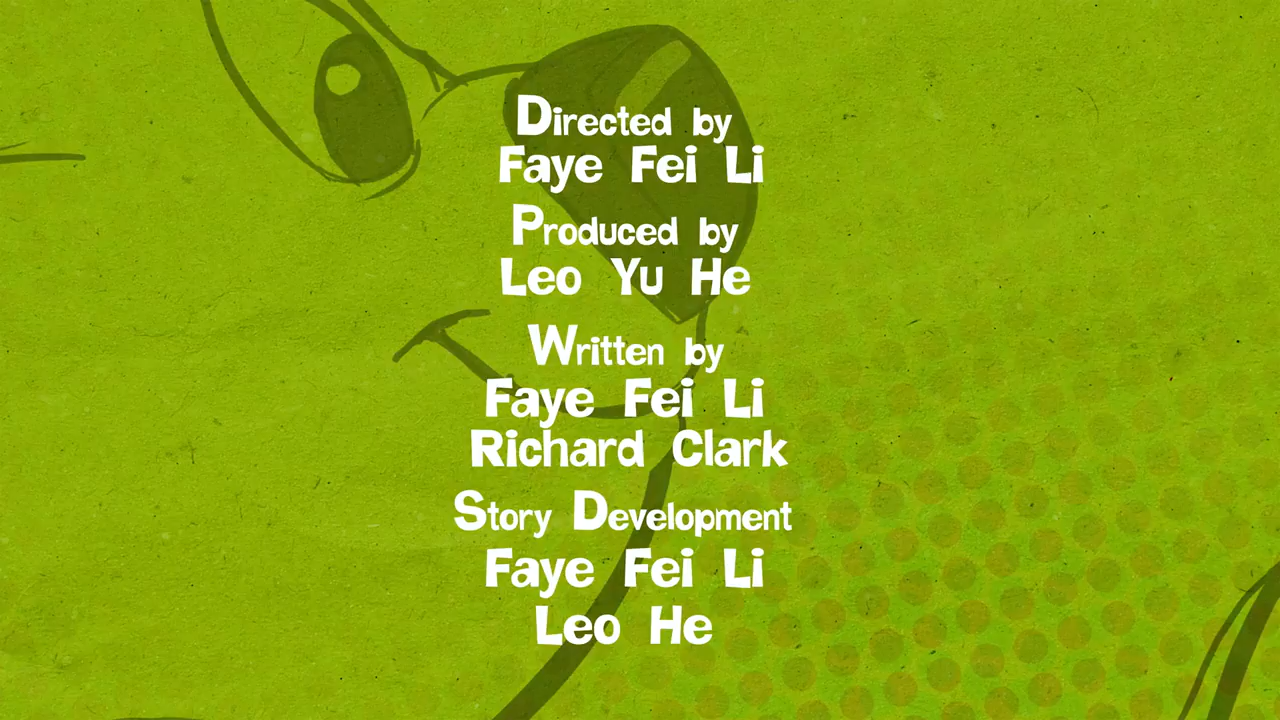 Directed by
Faye Fei Li
Produced by
Leo Yu He
Written by
Faye Fei Li
Richard Clark
Story Development
Faye Fei Li
Leo He